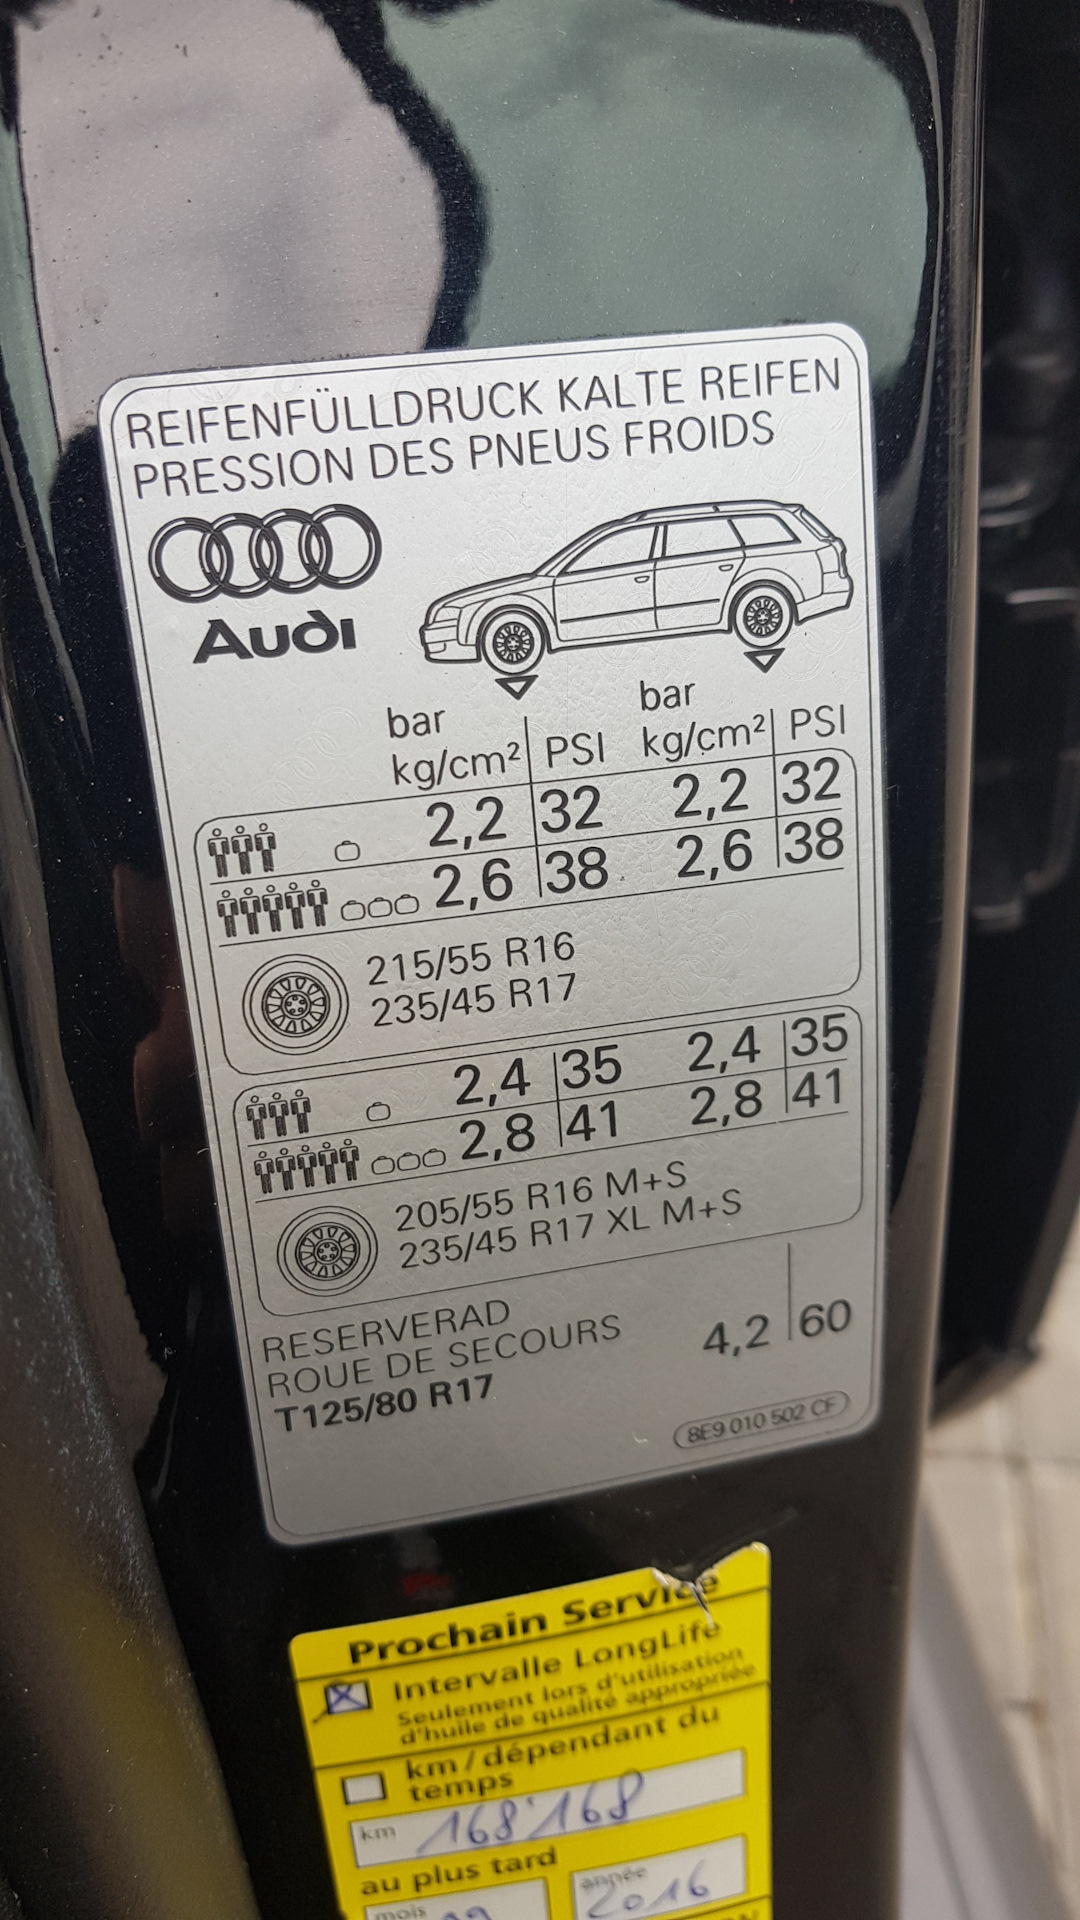 REIFENFÜLLDRUCK KALTE REIFEN
PRESSION DES PNEUS FROIDS
Audi
bar bar
kg/cm² PSI kg/cm² PSI
2,2 32 2,2 32
2,6 38 2,6 38
215/55 R16
235/45 R17
2,4 35 2,4 35
2,8 41 2,8 41
205/55 R16 M+S
235/45 R17 XL M+S
RESERVERAD
ROUE DE SECOURS 4,2 60
T125/80 R17
8E9 010 502 CF
Prochain Service
Intervalle LongLife
Seulement lors d'utilisation
d'huile de qualité appropriée
km/dépendant du
temps
km 168'168
au plus tard
mois année
2016